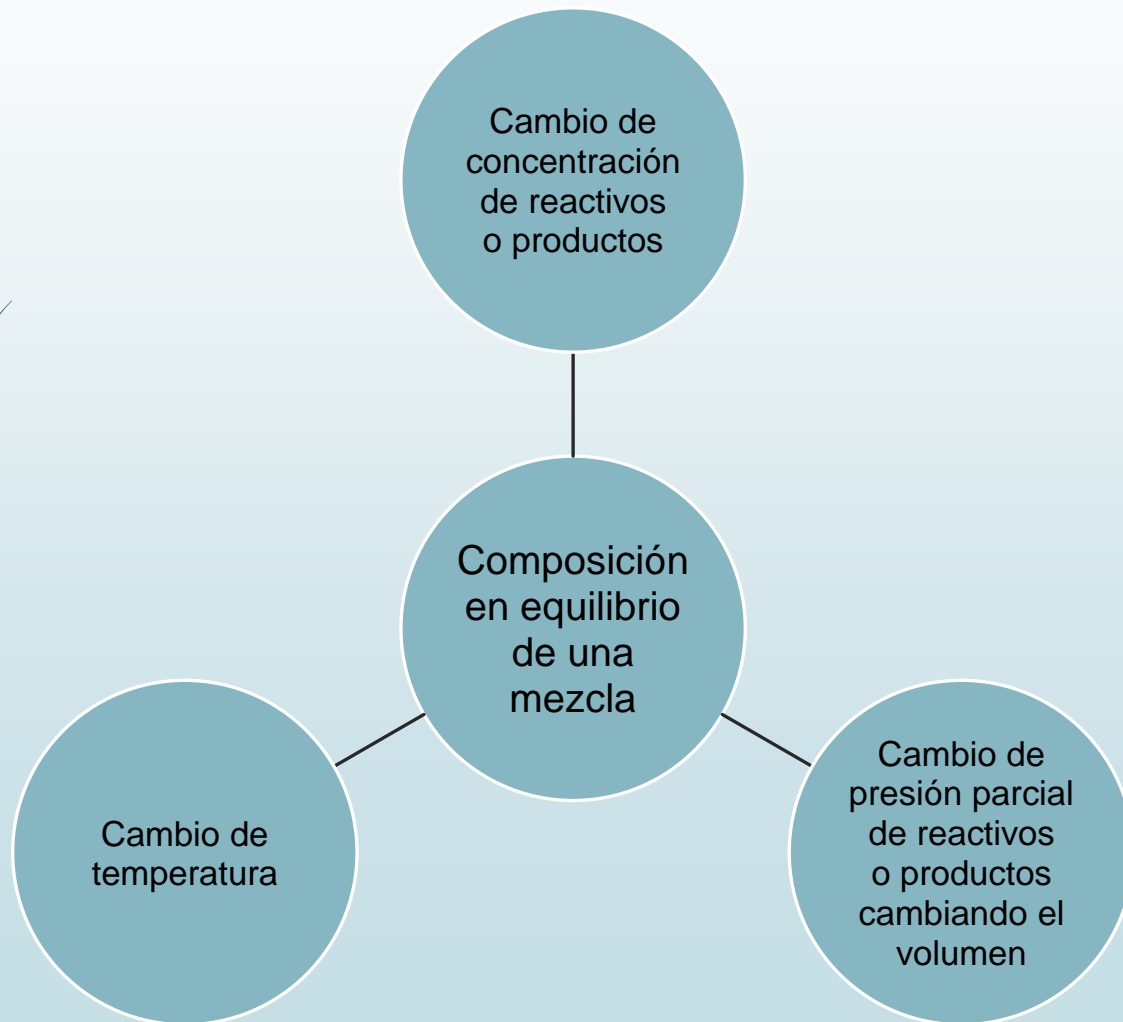 Cambio de
concentración
de reactivos
o productos
Composición
en equilibrio
de una
mezcla
Cambio de
temperatura
Cambio de
presión parcial
de reactivos
o productos
cambiando el
volumen